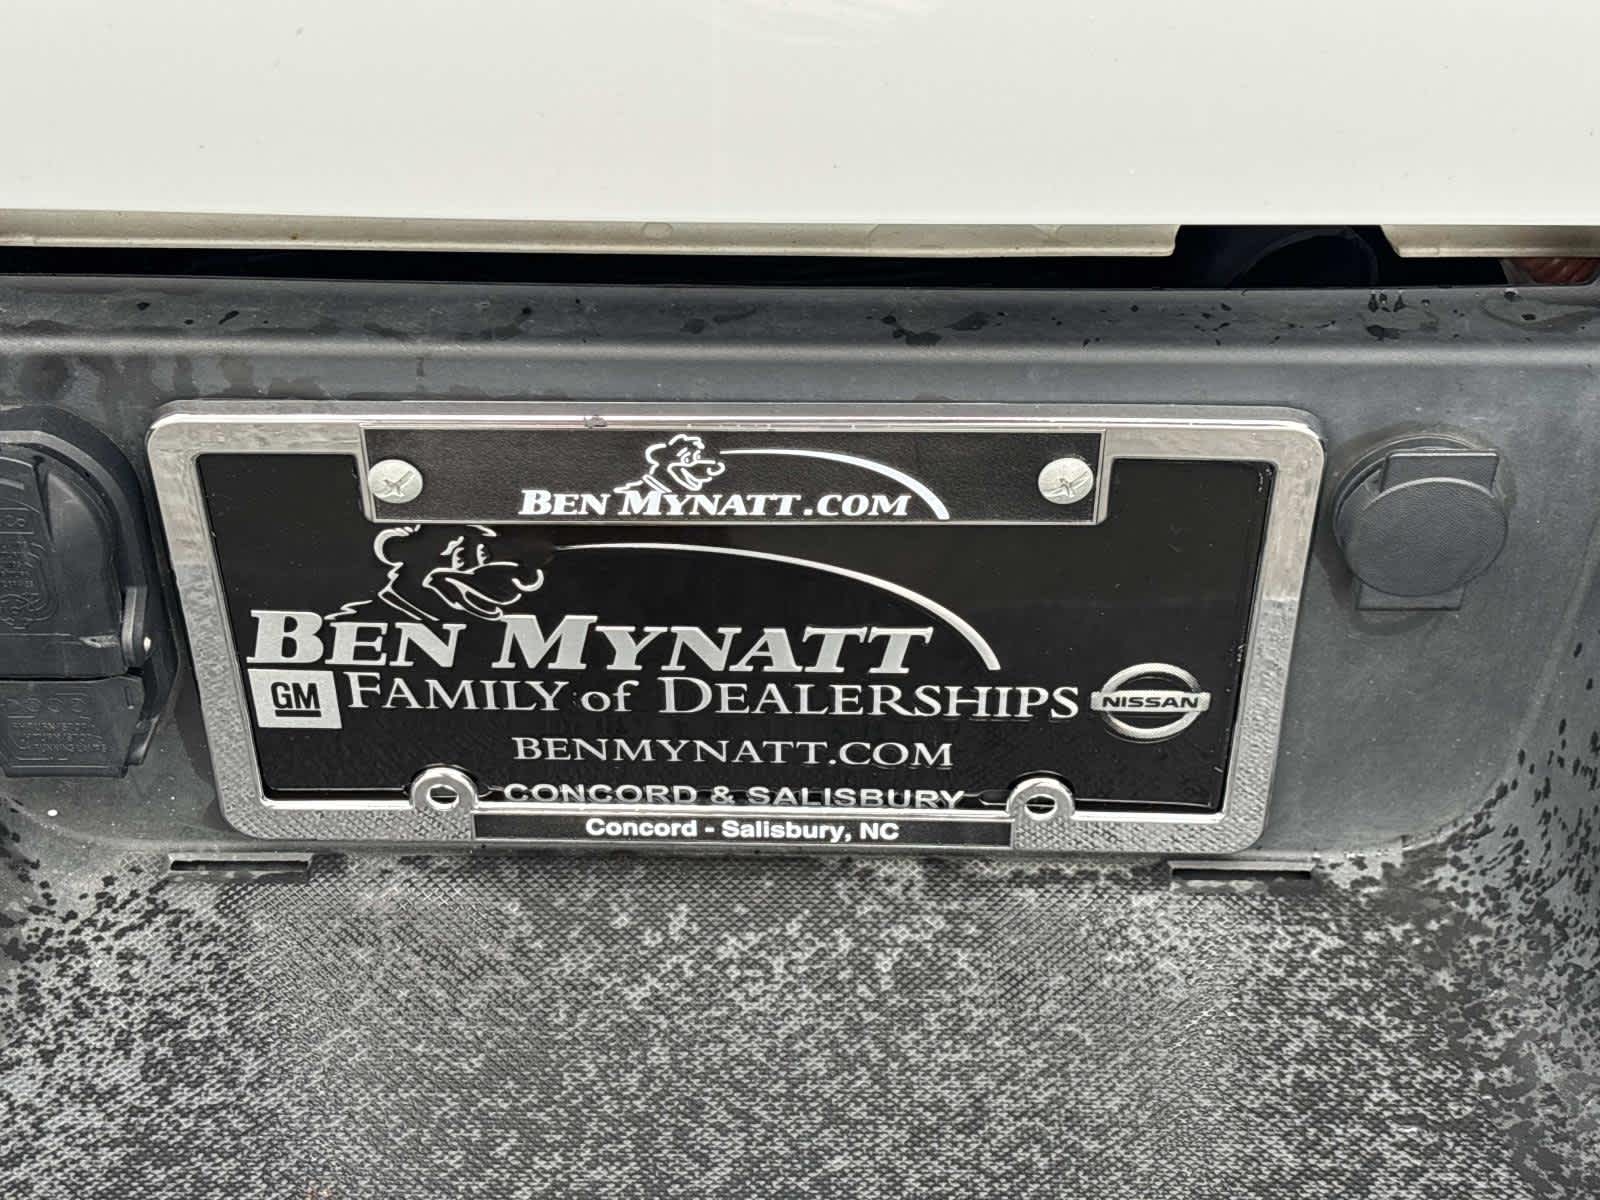 BEN MYNATT.COM
BEN MYNATT
GM FAMILY of DEALERSHIPS NISSAN
BENMYNATT.COM
CONCORD & SALISBURY
Concord - Salisbury, NC